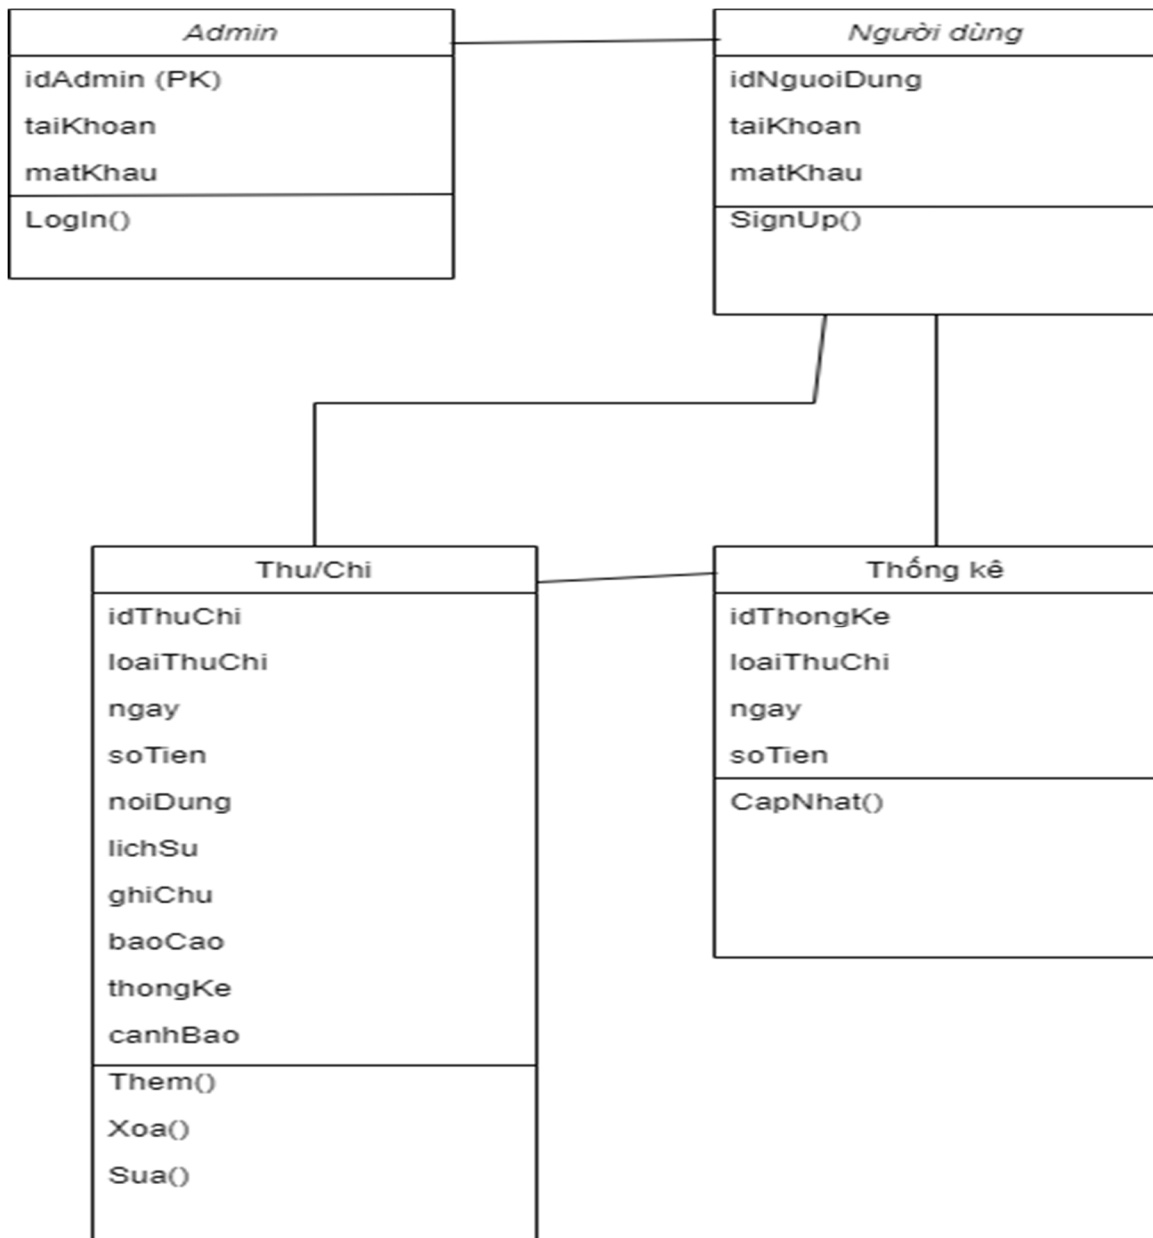 Admin
idAdmin (PK)
taiKhoan
matKhau
LogIn()
Người dùng
idNguoiDung
taiKhoan
matKhau
SignUp()
Thu/Chi
idThuChi
loaiThuChi
ngay
soTien
noiDung
lichSu
ghiChu
baoCao
thongKe
canhBao
Them()
Xoa()
Sua()
Thống kê
idThongKe
loaiThuChi
ngay
soTien
CapNhat()